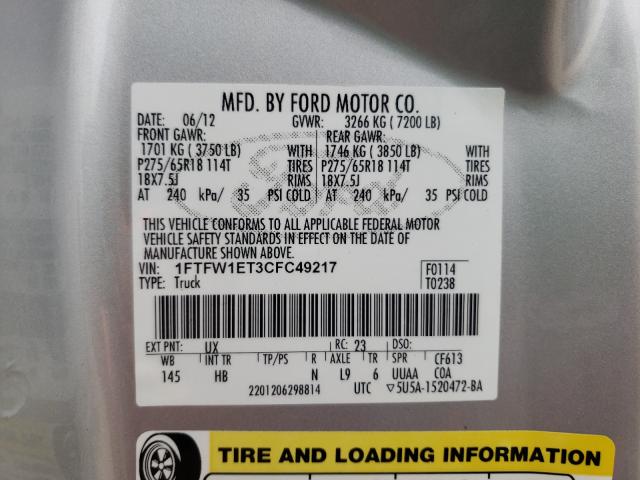 MFD. BY FORD MOTOR CO.
DATE: 06/12 GVWR: 3266 KG ( 7200 LB)
FRONT GAWR: REAR GAWR:
1701 KG ( 3750 LB) WITH 1746 KG ( 3850 LB) WITH
P275/65R18 114T TIRES P275/65R18 114T TIRES
18X7.5J RIMS 18X7.5J RIMS
AT 240 kPa/ 35 PSI COLD AT 240 kPa/ 35 PSI COLD
THIS VEHICLE CONFORMS TO ALL APPLICABLE FEDERAL MOTOR
VEHICLE SAFETY STANDARDS IN EFFECT ON THE DATE OF
MANUFACTURE SHOWN ABOVE.
VIN: 1FTFW1ET3CFC49217 F0114
TYPE: Truck T0238
EXT PNT: UX RC: 23 DSO:
WB INT TR TP/PS R AXLE TR SPR CF613
145 HB N L9 6 UUAA COA
2201206298814 UTC ▽5U5A-1520472-BA
TIRE AND LOADING INFORMATION